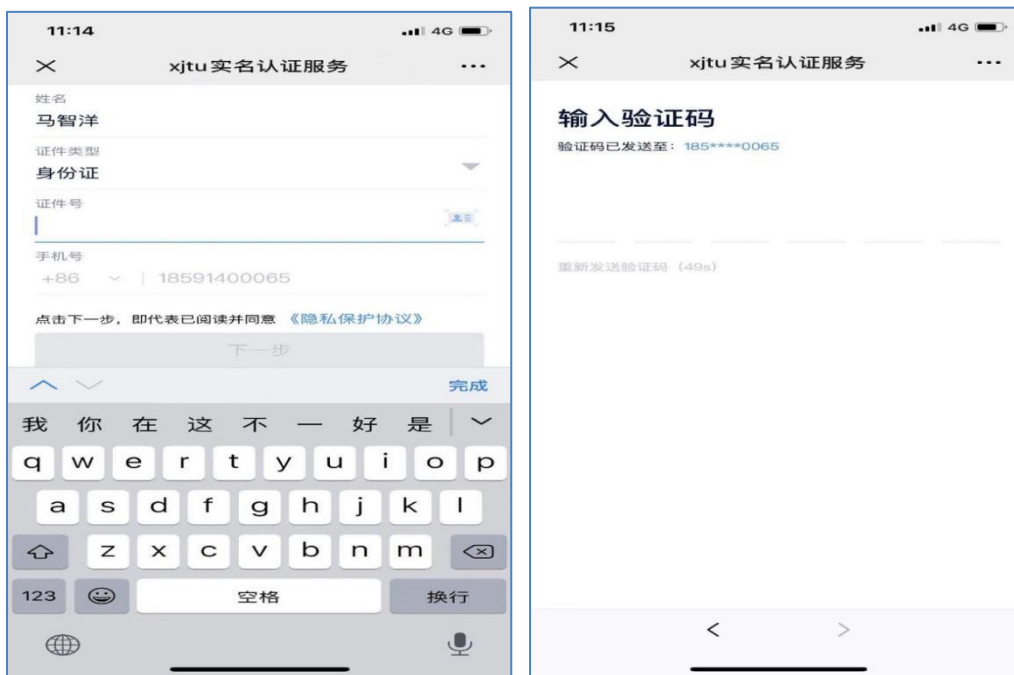 11:14
4G
xjtu实名认证服务
姓名
马智洋
证件类型
身份证
证件号
手机号
+86
18591400065
点击下一步，即代表已阅读并同意 《隐私保护协议》
下一步
完成
我 你 在 这 不 一 好 是
q w e r t y u i o p
a s d f g h j k l
z x c v b n m
123 空格 换行
11:15
4G
xjtu实名认证服务
输入验证码
验证码已发送至：185****0065
重新发送验证码（49s）